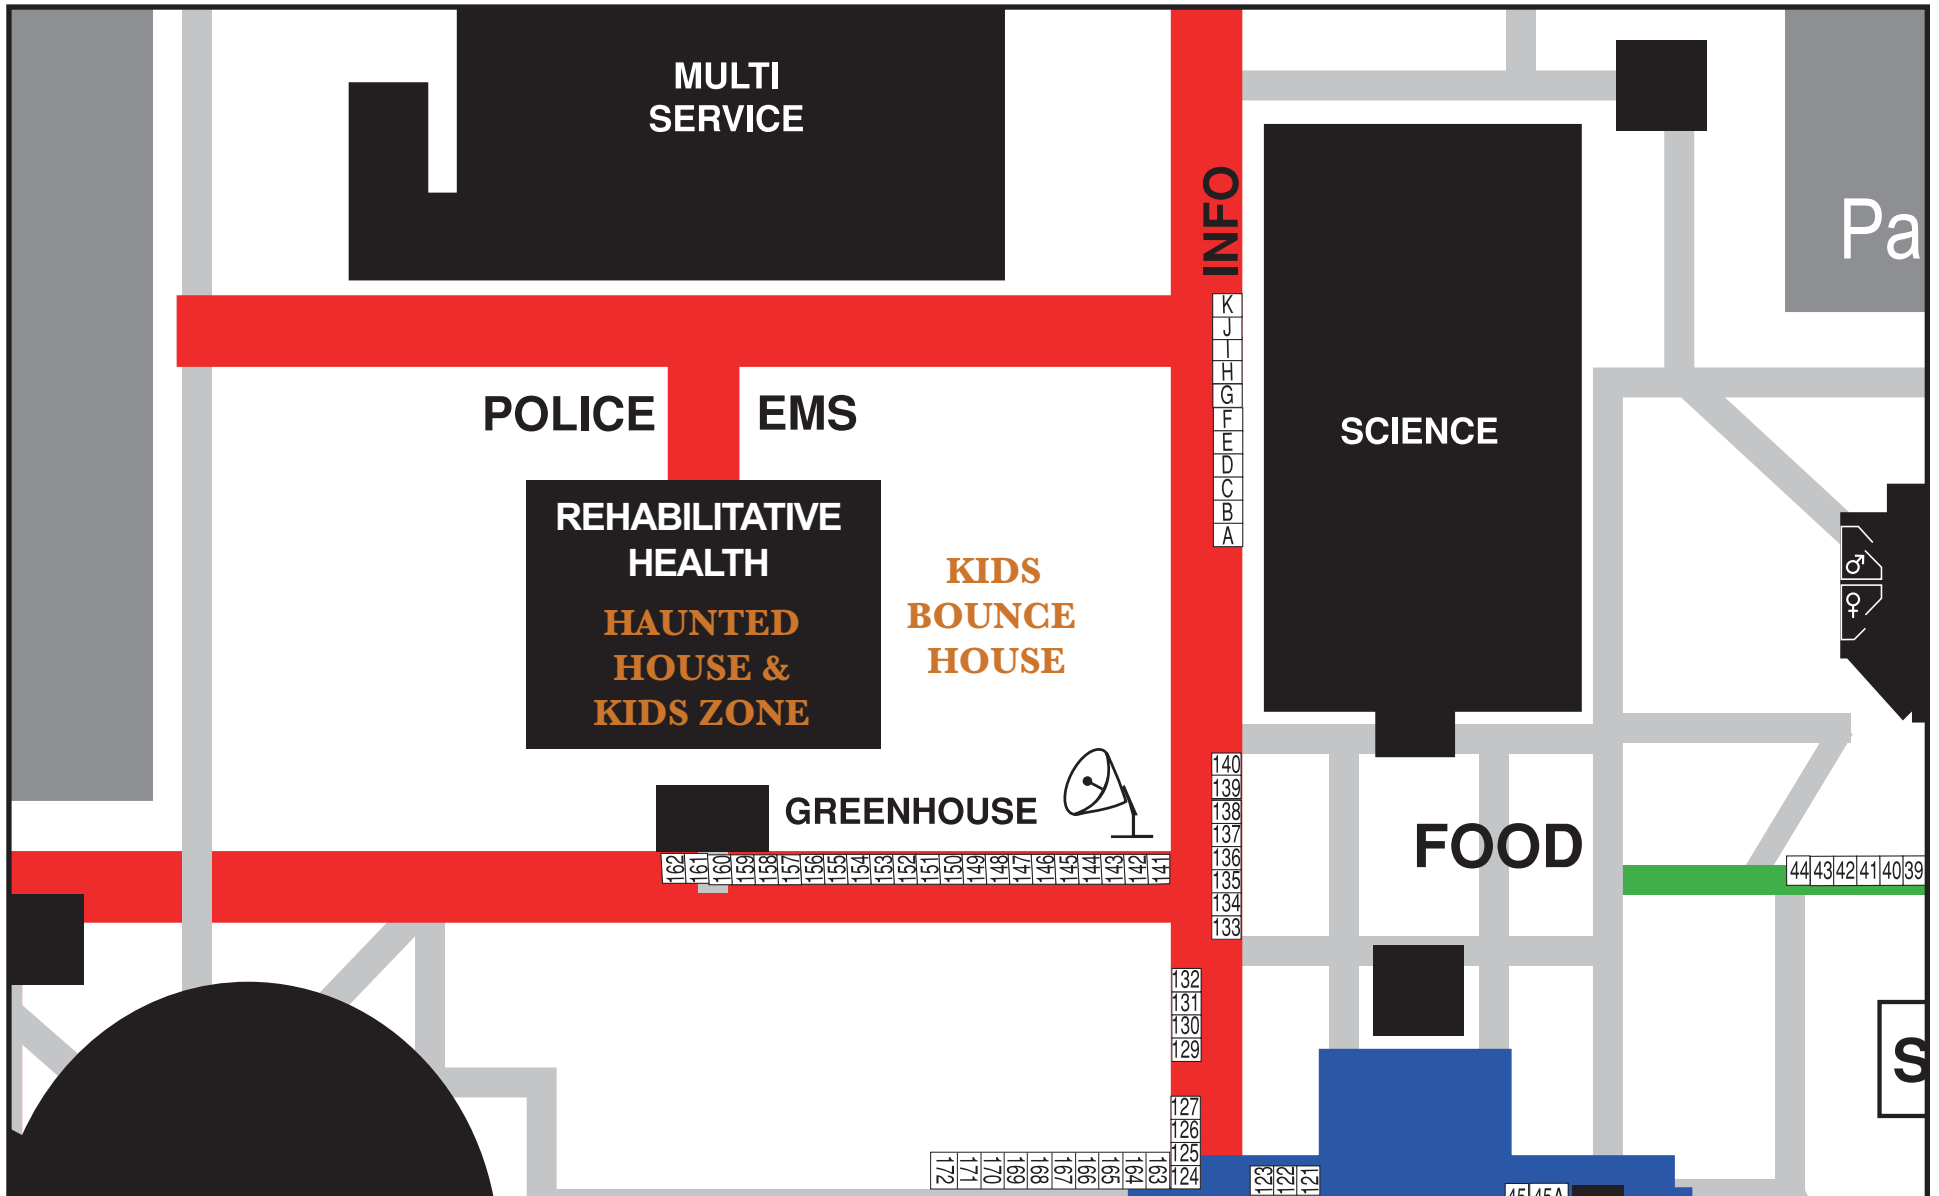 MULTI
SERVICE
INFO
Pa
K
J
I
H
G
F
E
D
C
B
A
POLICE
EMS
SCIENCE
REHABILITATIVE
HEALTH
HAUNTED
HOUSE &
KIDS ZONE
KIDS
BOUNCE
HOUSE
GREENHOUSE
140
139
138
137
136
135
134
133
FOOD
162 161 160 159 158 157 156 155 154 153 152 151 150 149 148 147 146 145 144 143 142 141
44 43 42 41 40 39
132
131
130
129
S
127
126
125
124
172 171 170 169 168 167 166 165 164 163
123 122 121
45 45A